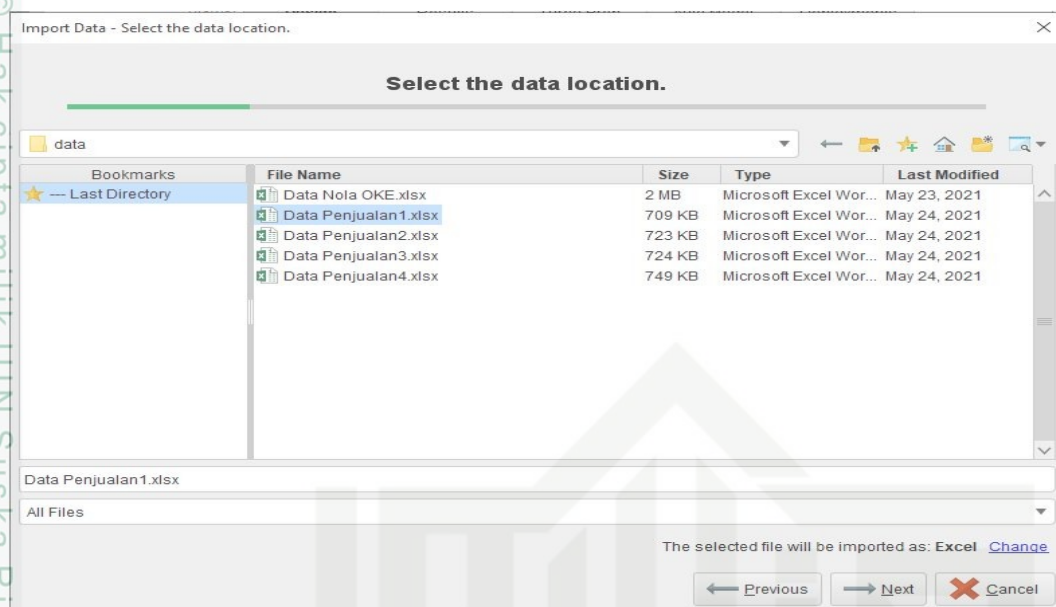 Import Data - Select the data location.
Select the data location.
data
Bookmarks File Name Size Type Last Modified
--- Last Directory Data Nola OKE.xlsx 2 MB Microsoft Excel Wor... May 23, 2021
Data Penjualan1.xlsx 709 KB Microsoft Excel Wor... May 24, 2021
Data Penjualan2.xlsx 723 KB Microsoft Excel Wor... May 24, 2021
Data Penjualan3.xlsx 724 KB Microsoft Excel Wor... May 24, 2021
Data Penjualan4.xlsx 749 KB Microsoft Excel Wor... May 24, 2021
Data Penjualan1.xlsx
All Files
The selected file will be imported as: Excel Change
Previous Next Cancel